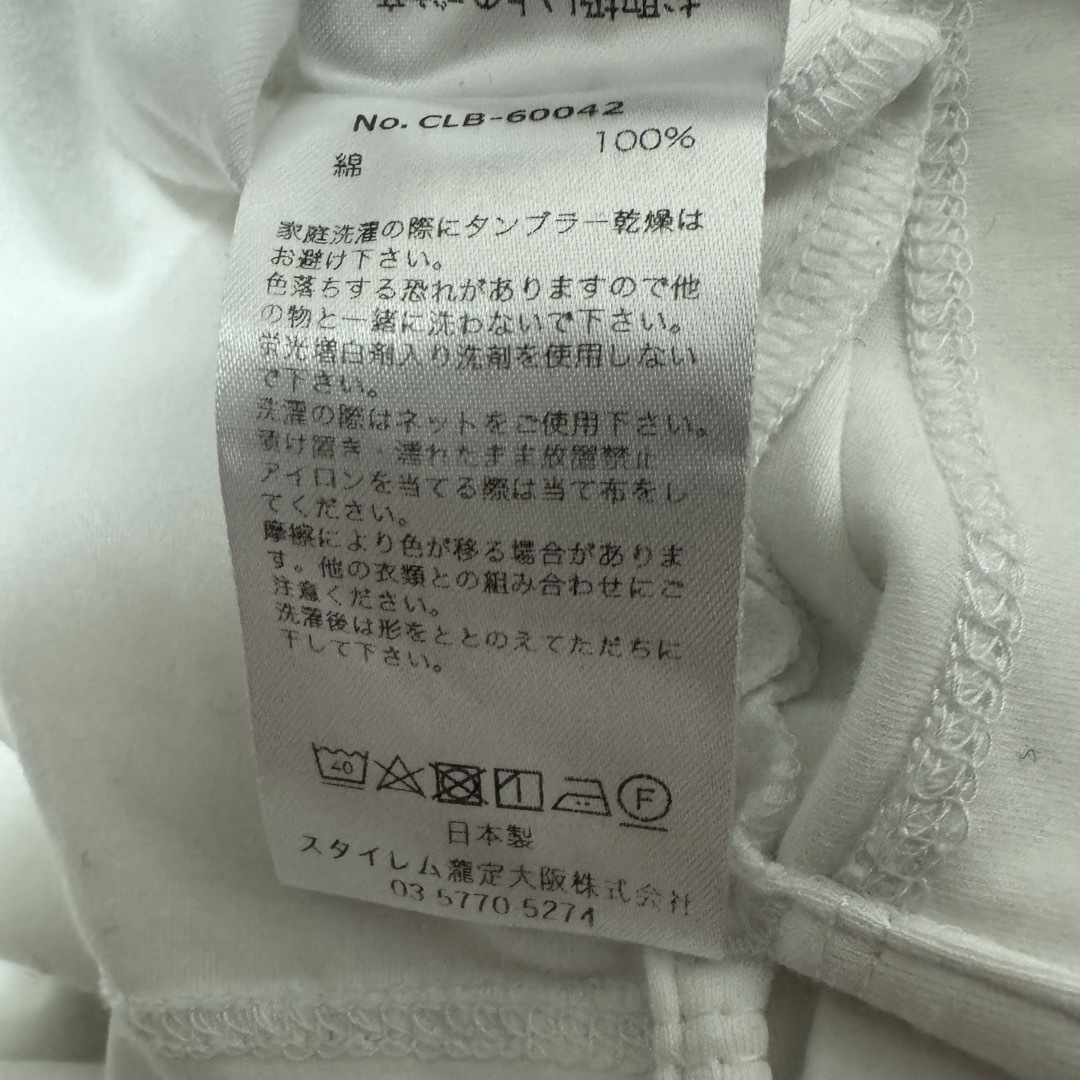 No. CLB-60042
綿 100%
家庭洗濯の際にタンブラー乾燥は
お避け下さい。
色落ちする恐れがありますので他
の物と一緒に洗わないで下さい。
蛍光増白剤入り洗剤を使用しない
で下さい。
洗濯の際はネットをご使用下さい。
漬け置き・濡れたまま放置禁止
アイロンを当てる際は当て布をし
てください。
摩擦により色が移る場合がありま
す。他の衣類との組み合わせにご
注意ください。
洗濯後は形をととのえてただちに
干して下さい。
40
F
日本製
スタイレム瀧定大阪株式会社
03 5770 5274